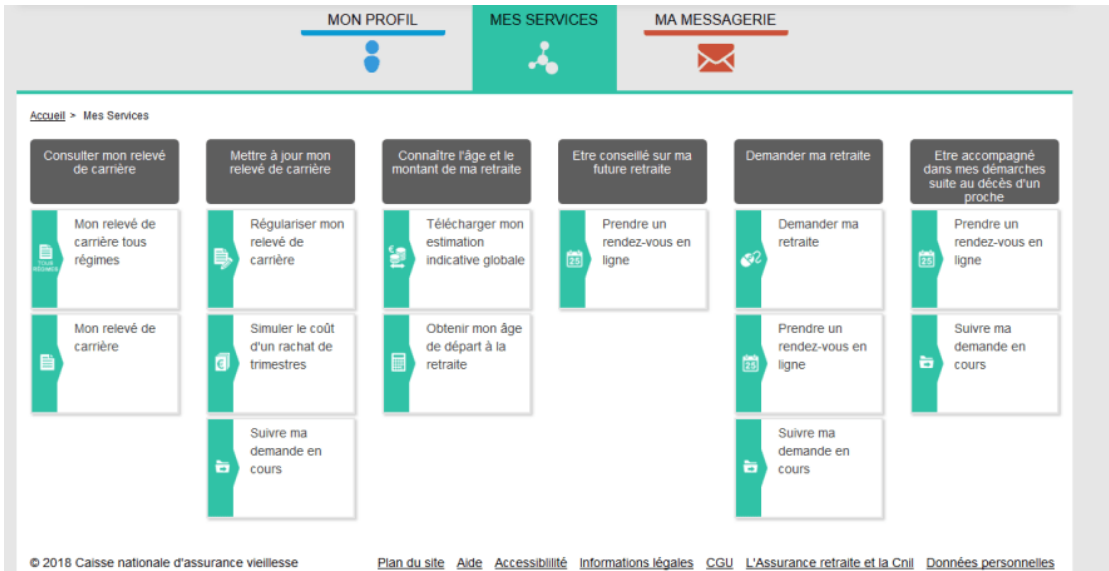 MON PROFIL
MES SERVICES
MA MESSAGERIE
Accueil > Mes Services
Consulter mon relevé
de carrière
Mon relevé de
carrière tous
régimes
TOUS
RÉGIMES
Mon relevé de
carrière
Mettre à jour mon
relevé de carrière
Régulariser mon
relevé de
carrière
Simuler le coût
d'un rachat de
trimestres
Suivre ma
demande en
cours
Connaître l'âge et le
montant de ma retraite
Télécharger mon
estimation
indicative globale
Obtenir mon âge
de départ à la
retraite
Etre conseillé sur ma
future retraite
Prendre un
rendez-vous en
ligne
25
Demander ma retraite
Demander ma
retraite
Prendre un
rendez-vous en
ligne
25
Suivre ma
demande en
cours
Etre accompagné
dans mes démarches
suite au décès d'un
proche
Prendre un
rendez-vous en
ligne
25
Suivre ma
demande en
cours
© 2018 Caisse nationale d'assurance vieillesse
Plan du site Aide Accessiblilité Informations légales CGU L'Assurance retraite et la Cnil Données personnelles